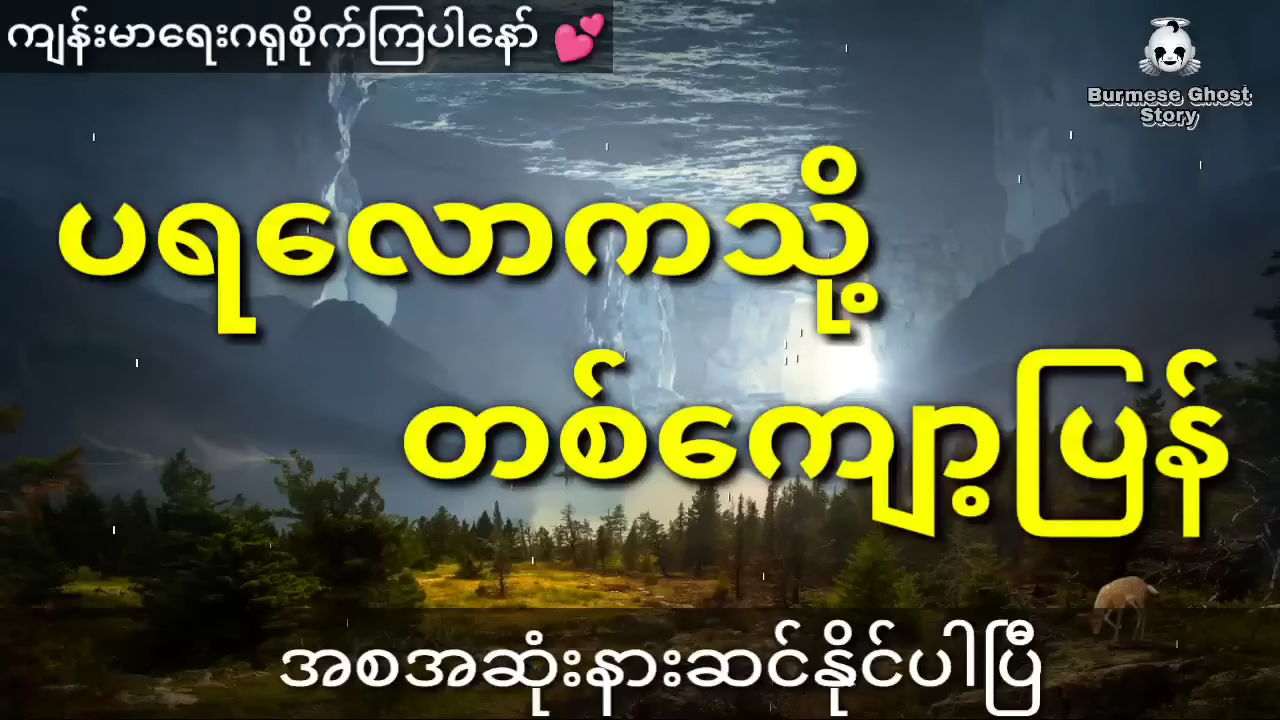 ကျန်းမာရေးဂရုစိုက်ကြပါနော် 💕
Burmese Ghost
Story
ပရလောကသို့
တစ်ကျော့ပြန်
အစအဆုံးနားဆင်နိုင်ပါပြီ